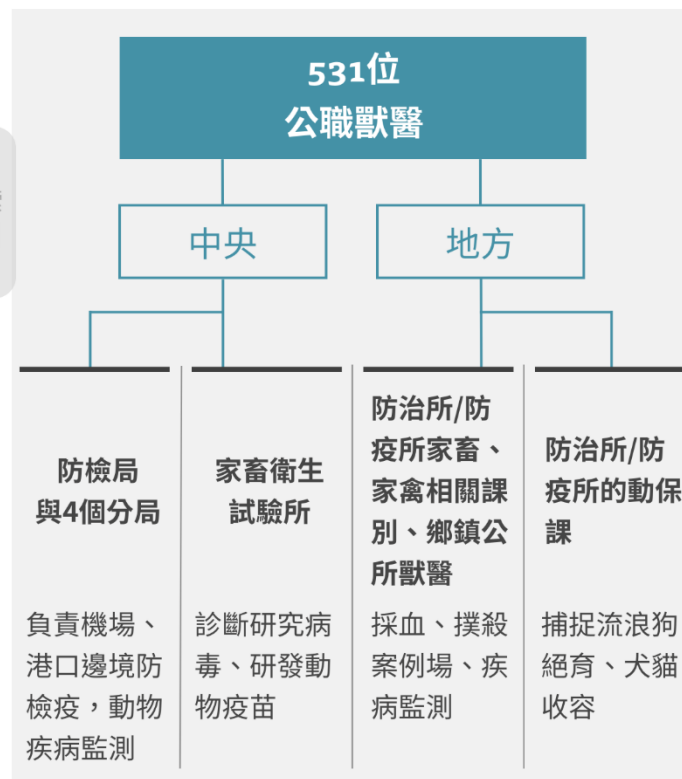 531位
公職獸醫
中央
地方
防檢局
與4個分局
家畜衛生
試驗所
防治所/防
疫所家畜、
家禽相關課
別、鄉鎮公
所獸醫
防治所/防
疫所的動保
課
負責機場、
港口邊境防
檢疫，動物
疾病監測
診斷研究病
毒、研發動
物疫苗
採血、撲殺
案例場、疾
病監測
捕捉流浪狗
絕育、犬貓
收容